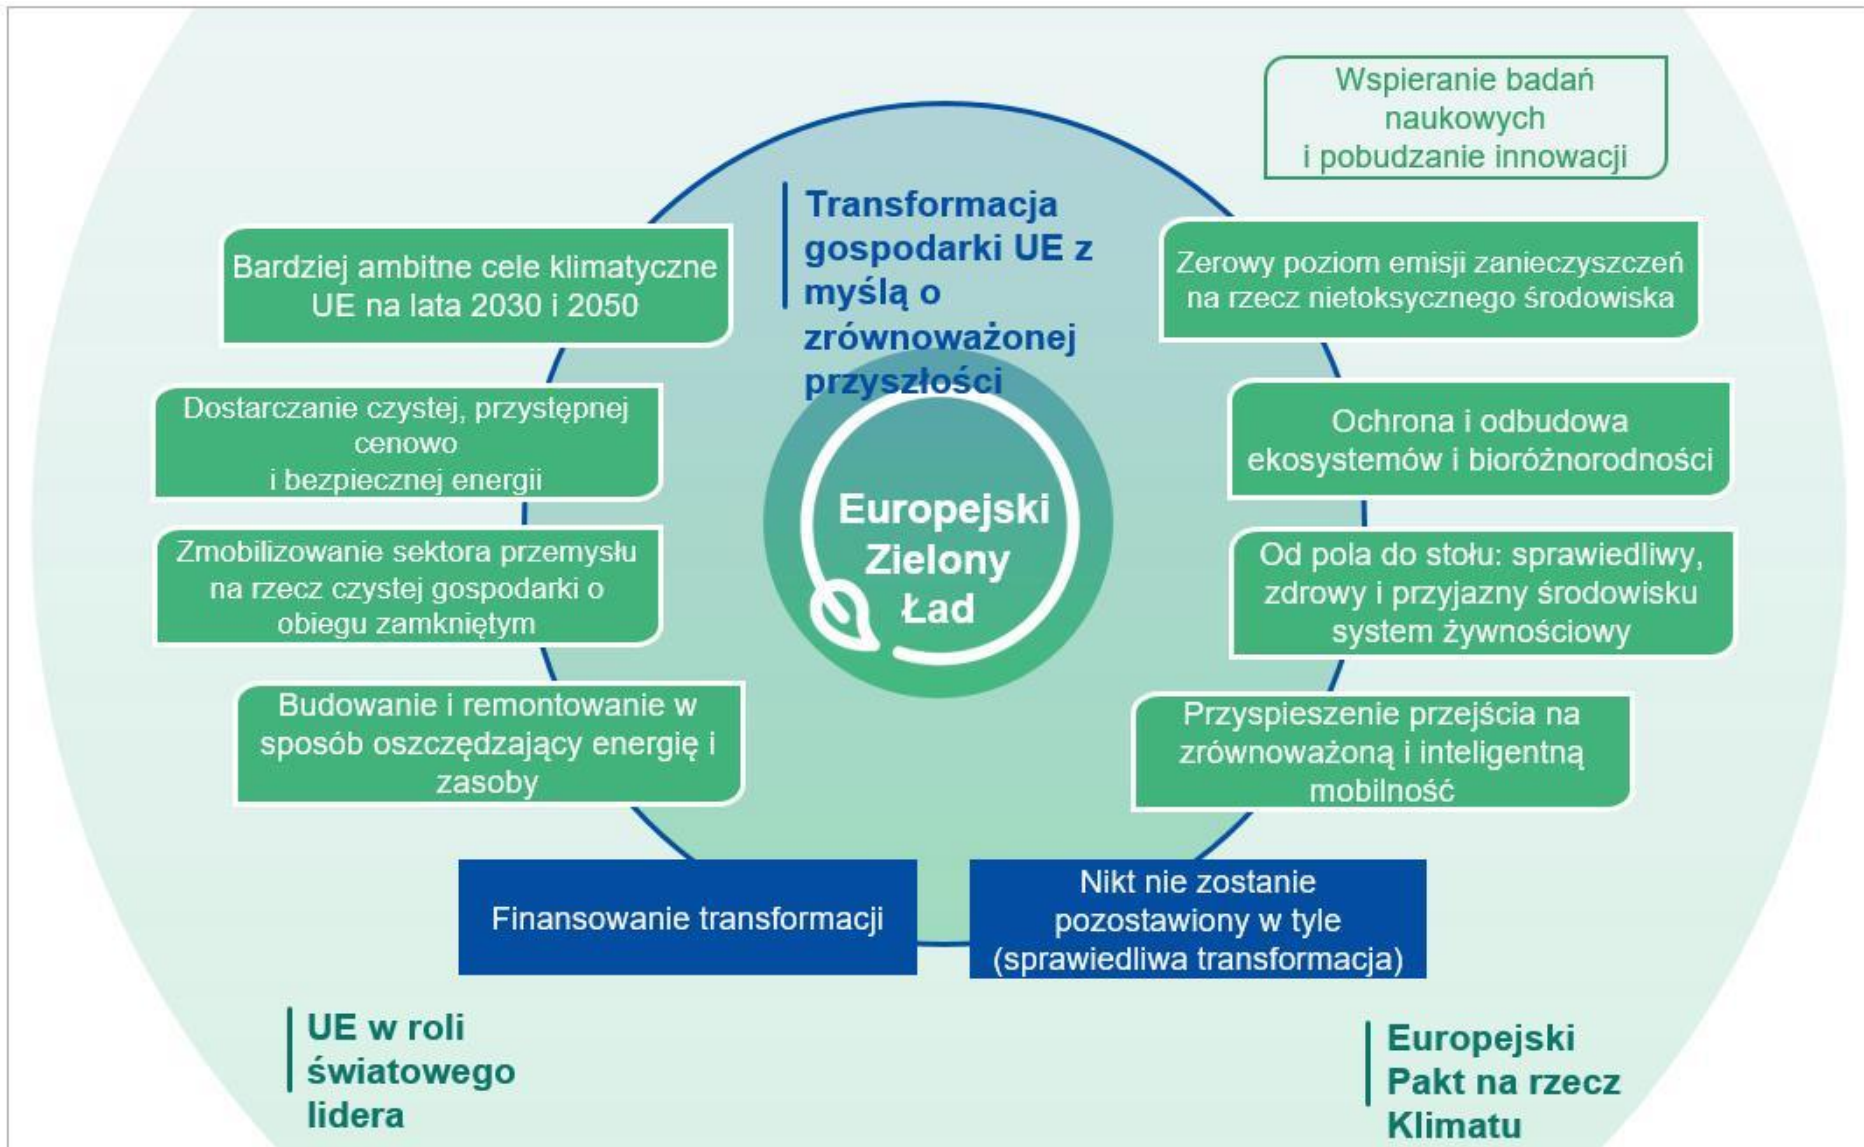 Wspieranie badań
naukowych
i pobudzanie innowacji
Transformacja
gospodarki UE z
myślą o
zrównoważonej
przyszłości
Bardziej ambitne cele klimatyczne
UE na lata 2030 i 2050
Zerowy poziom emisji zanieczyszczeń
na rzecz nietoksycznego środowiska
Dostarczanie czystej, przystępnej
cenowo
i bezpiecznej energii
Ochrona i odbudowa
ekosystemów i bioróżnorodności
Europejski
Zielony
Ład
Zmobilizowanie sektora przemysłu
na rzecz czystej gospodarki o
obiegu zamkniętym
Od pola do stołu: sprawiedliwy,
zdrowy i przyjazny środowisku
system żywnościowy
Budowanie i remontowanie w
sposób oszczędzający energię i
zasoby
Przyspieszenie przejścia na
zrównoważoną i inteligentną
mobilność
Finansowanie transformacji
Nikt nie zostanie
pozostawiony w tyle
(sprawiedliwa transformacja)
UE w roli
światowego
lidera
Europejski
Pakt na rzecz
Klimatu